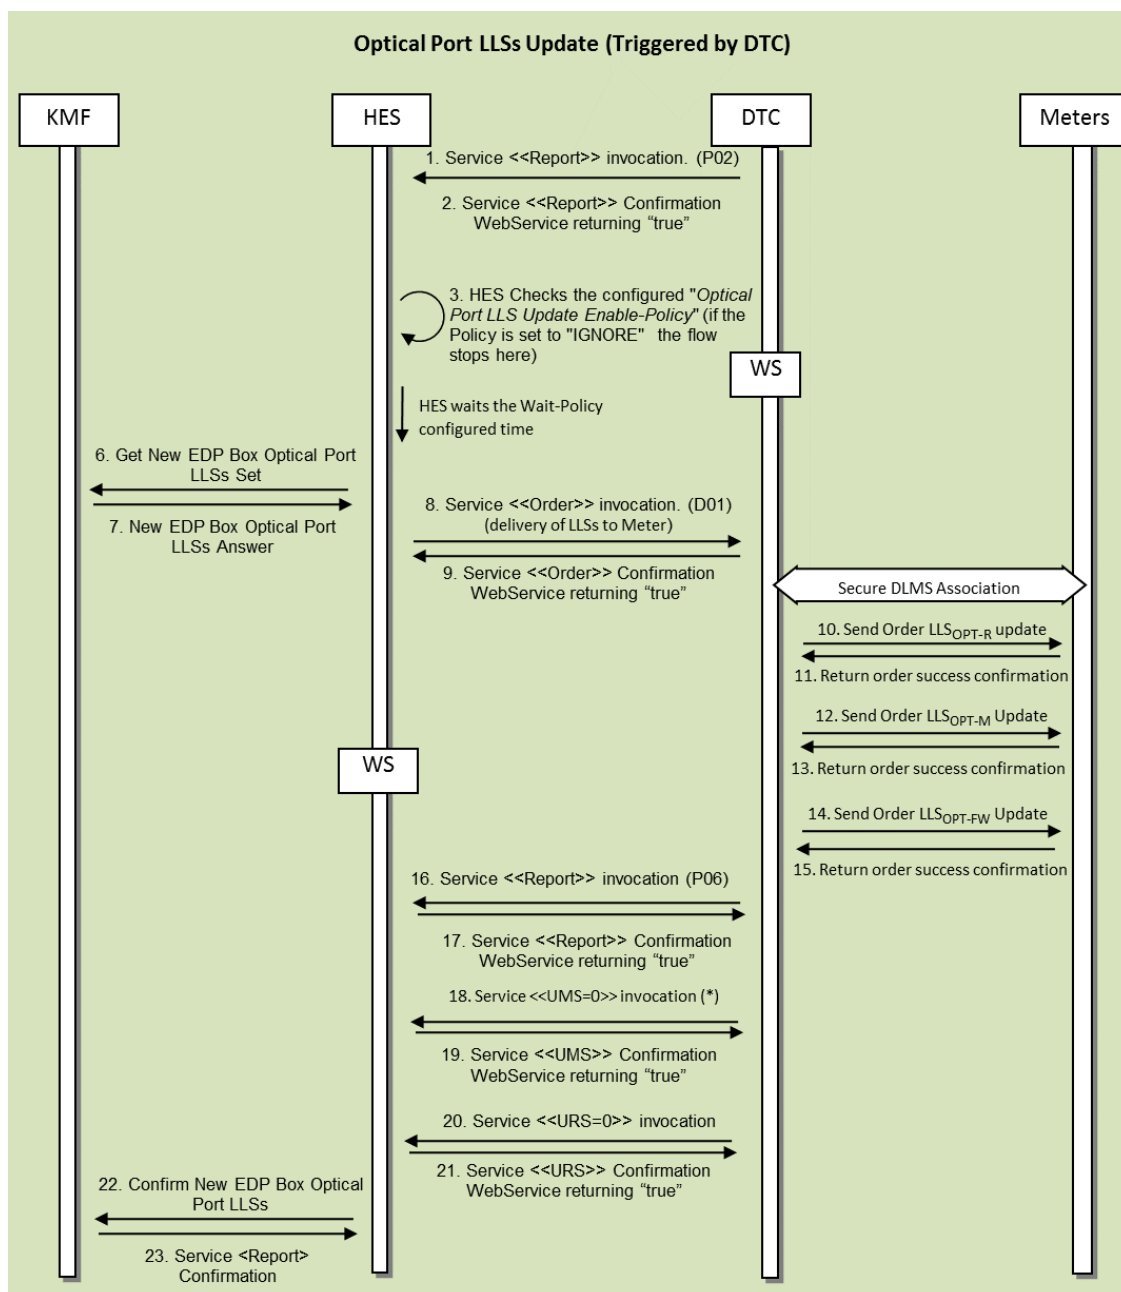 Optical Port LLSs Update (Triggered by DTC)
KMF
HES
DTC
Meters
1. Service <<Report>> invocation. (P02)
2. Service <<Report>> Confirmation
WebService returning “true”
3. HES Checks the configured "Optical
Port LLS Update Enable-Policy" (if the
Policy is set to "IGNORE" the flow
stops here)
WS
HES waits the Wait-Policy
configured time
6. Get New EDP Box Optical Port
LLSs Set
7. New EDP Box Optical Port
LLSs Answer
8. Service <<Order>> invocation. (D01)
(delivery of LLSs to Meter)
9. Service <<Order>> Confirmation
WebService returning “true”
Secure DLMS Association
10. Send Order LLSOPT-R update
11. Return order success confirmation
12. Send Order LLSOPT-M Update
13. Return order success confirmation
WS
14. Send Order LLSOPT-FW Update
15. Return order success confirmation
16. Service <<Report>> invocation (P06)
17. Service <<Report>> Confirmation
WebService returning “true”
18. Service <<UMS=0>> invocation (*)
19. Service <<UMS>> Confirmation
WebService returning “true”
20. Service <<URS=0>> invocation
21. Service <<URS>> Confirmation
WebService returning “true”
22. Confirm New EDP Box Optical
Port LLSs
23. Service <Report>
Confirmation